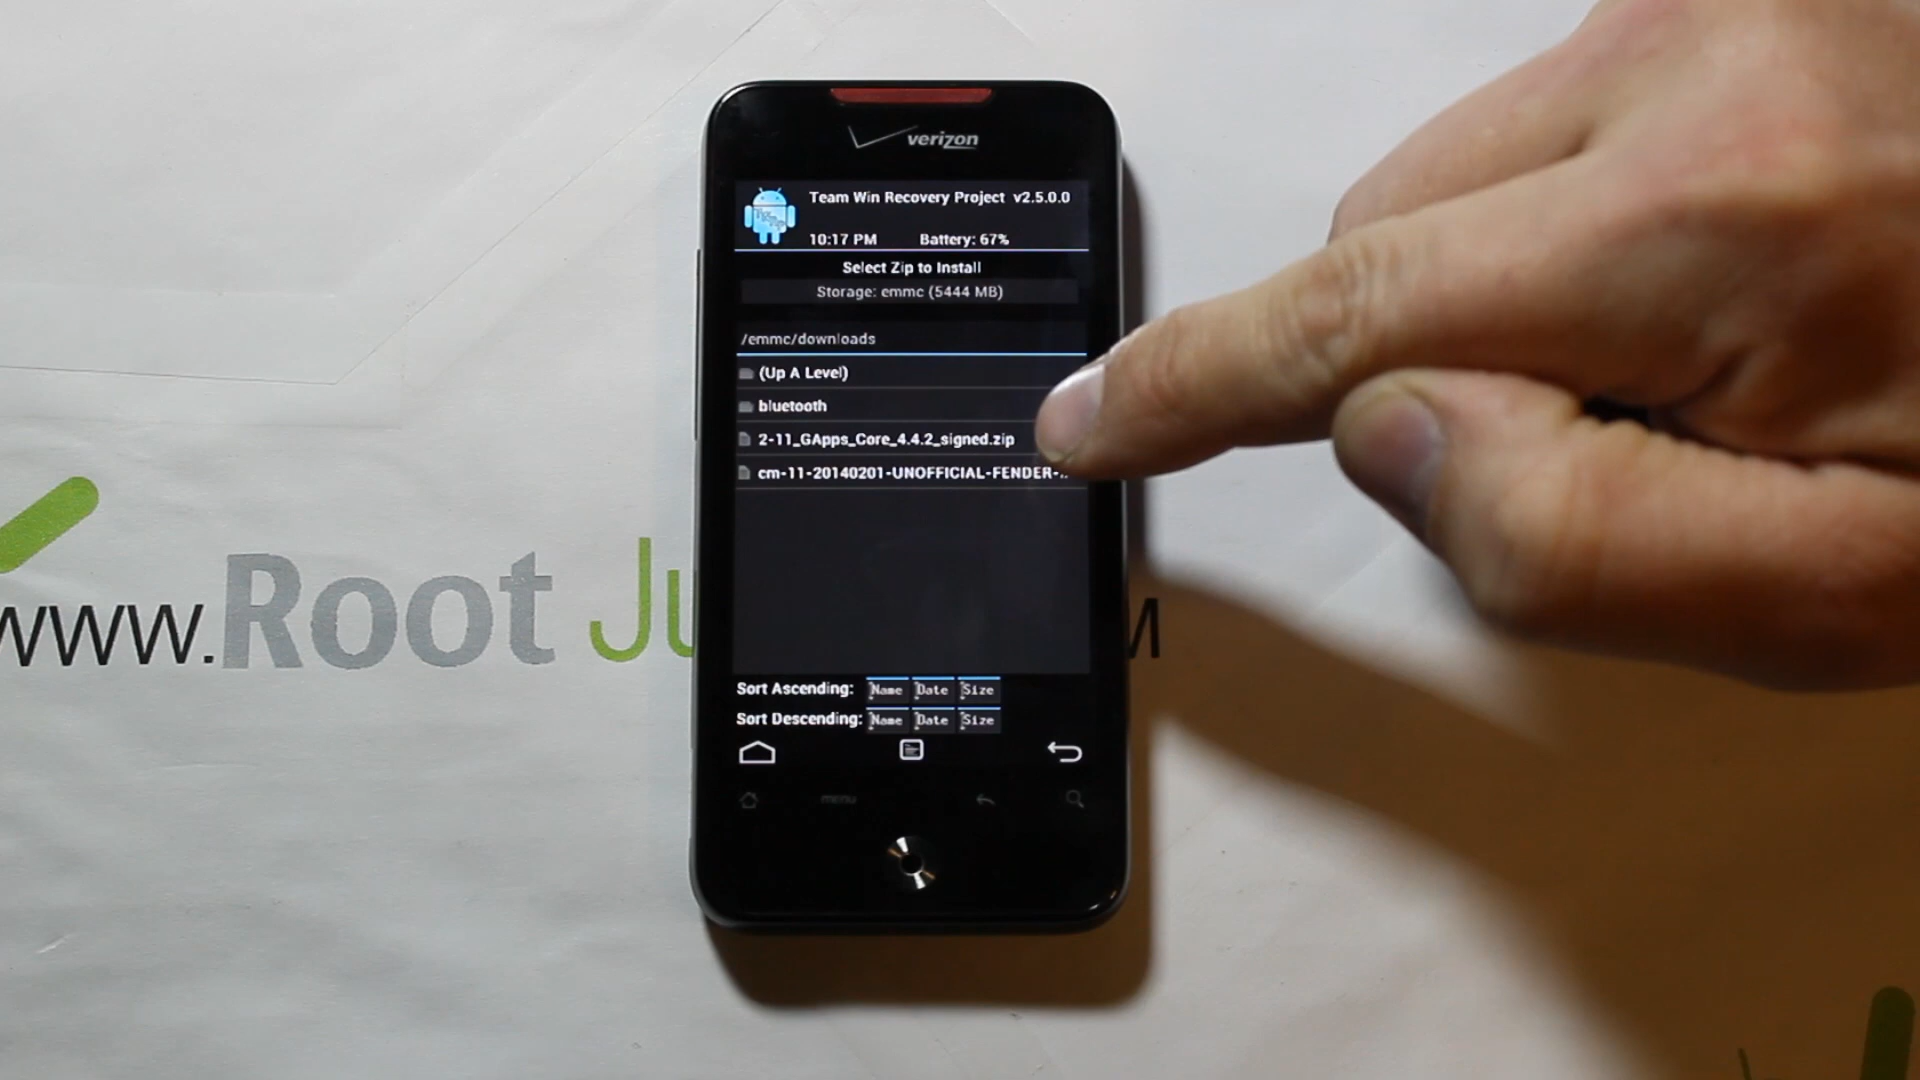 verizon
Team Win Recovery Project v2.5.0.0
10:17 PM Battery: 67%
Select Zip to Install
Storage: emmc (5444 MB)
/emmc/downloads
(Up A Level)
bluetooth
2-11_GApps_Core_4.4.2_signed.zip
cm-11-20140201-UNOFFICIAL-FENDER-..
Sort Ascending: Name Date Size
Sort Descending: Name Date Size
menu
www.Root Ju M